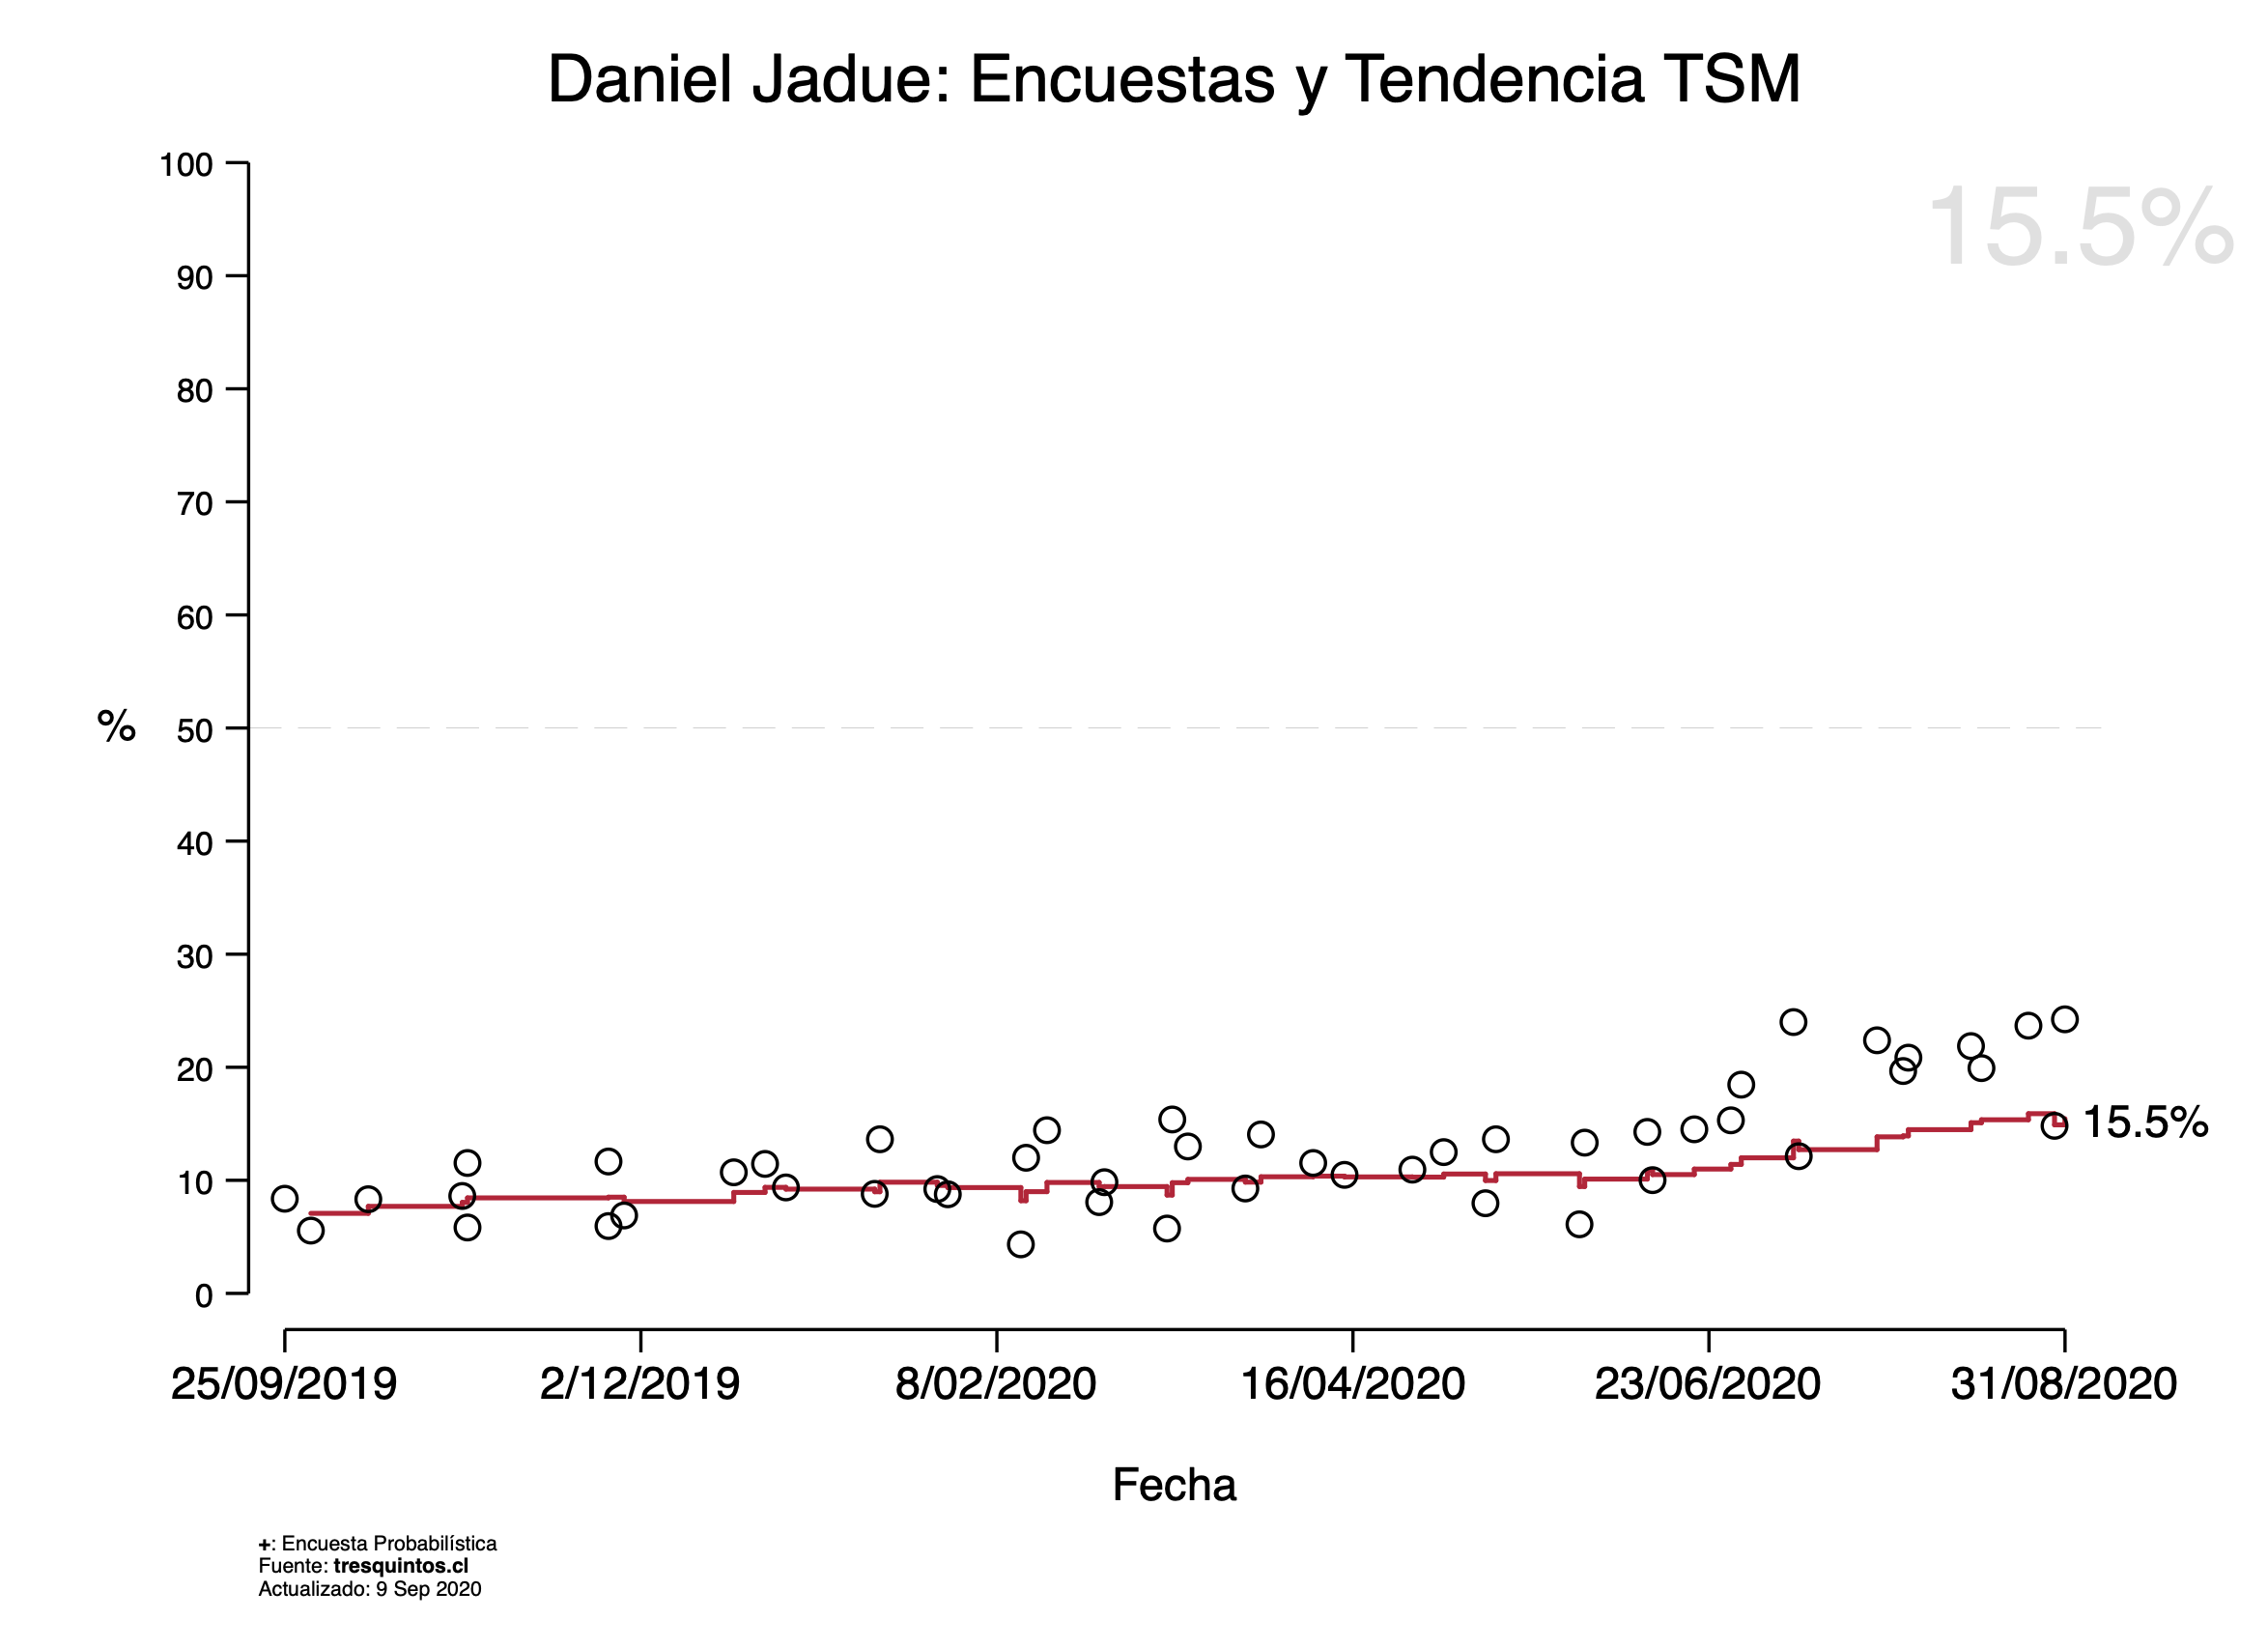 Daniel Jadue: Encuestas y Tendencia TSM
15.5%
100
90
80
70
60
50
40
30
20
10
0
%
15.5%
25/09/2019 2/12/2019 8/02/2020 16/04/2020 23/06/2020 31/08/2020
Fecha
+: Encuesta Probabilística
Fuente: tresquintos.cl
Actualizado: 9 Sep 2020